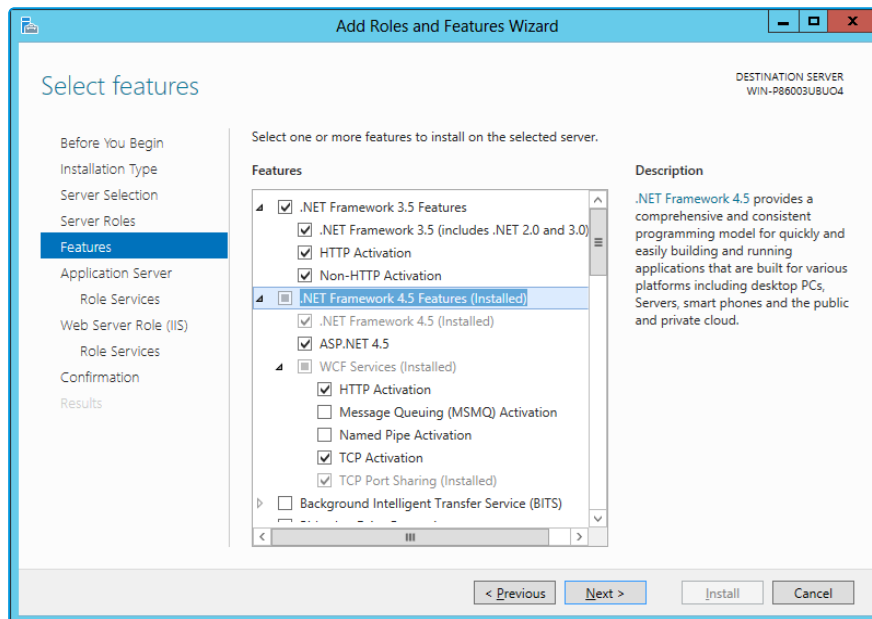 Add Roles and Features Wizard
Select features
DESTINATION SERVER
WIN-P86003UBUO4
Before You Begin
Installation Type
Server Selection
Server Roles
Features
Application Server
Role Services
Web Server Role (IIS)
Role Services
Confirmation
Results
Select one or more features to install on the selected server.
Features
.NET Framework 3.5 Features
.NET Framework 3.5 (includes .NET 2.0 and 3.0)
HTTP Activation
Non-HTTP Activation
.NET Framework 4.5 Features (Installed)
.NET Framework 4.5 (Installed)
ASP.NET 4.5
WCF Services (Installed)
HTTP Activation
Message Queuing (MSMQ) Activation
Named Pipe Activation
TCP Activation
TCP Port Sharing (Installed)
Background Intelligent Transfer Service (BITS)
Description
.NET Framework 4.5 provides a
comprehensive and consistent
programming model for quickly and
easily building and running
applications that are built for various
platforms including desktop PCs,
Servers, smart phones and the public
and private cloud.
< Previous
Next >
Install
Cancel